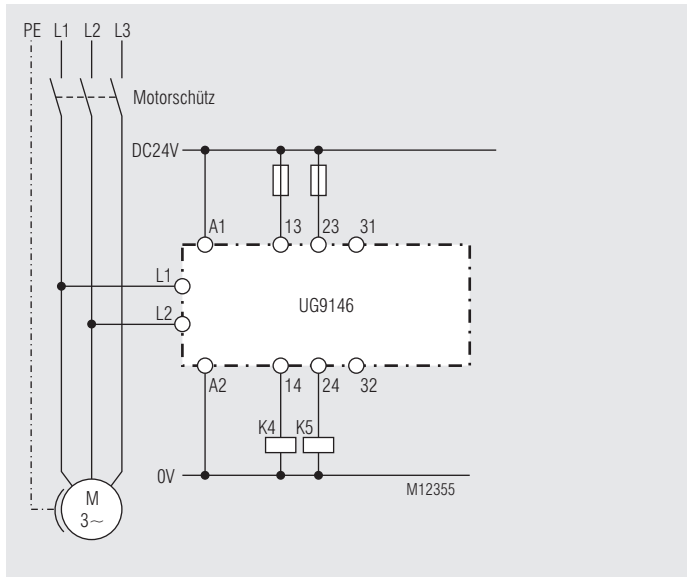 PE L1 L2 L3
Motorschütz
DC24V
A1 13 23 31
L1
UG9146
L2
A2 14 24 32
K4 K5
0V
M12355
M
3~